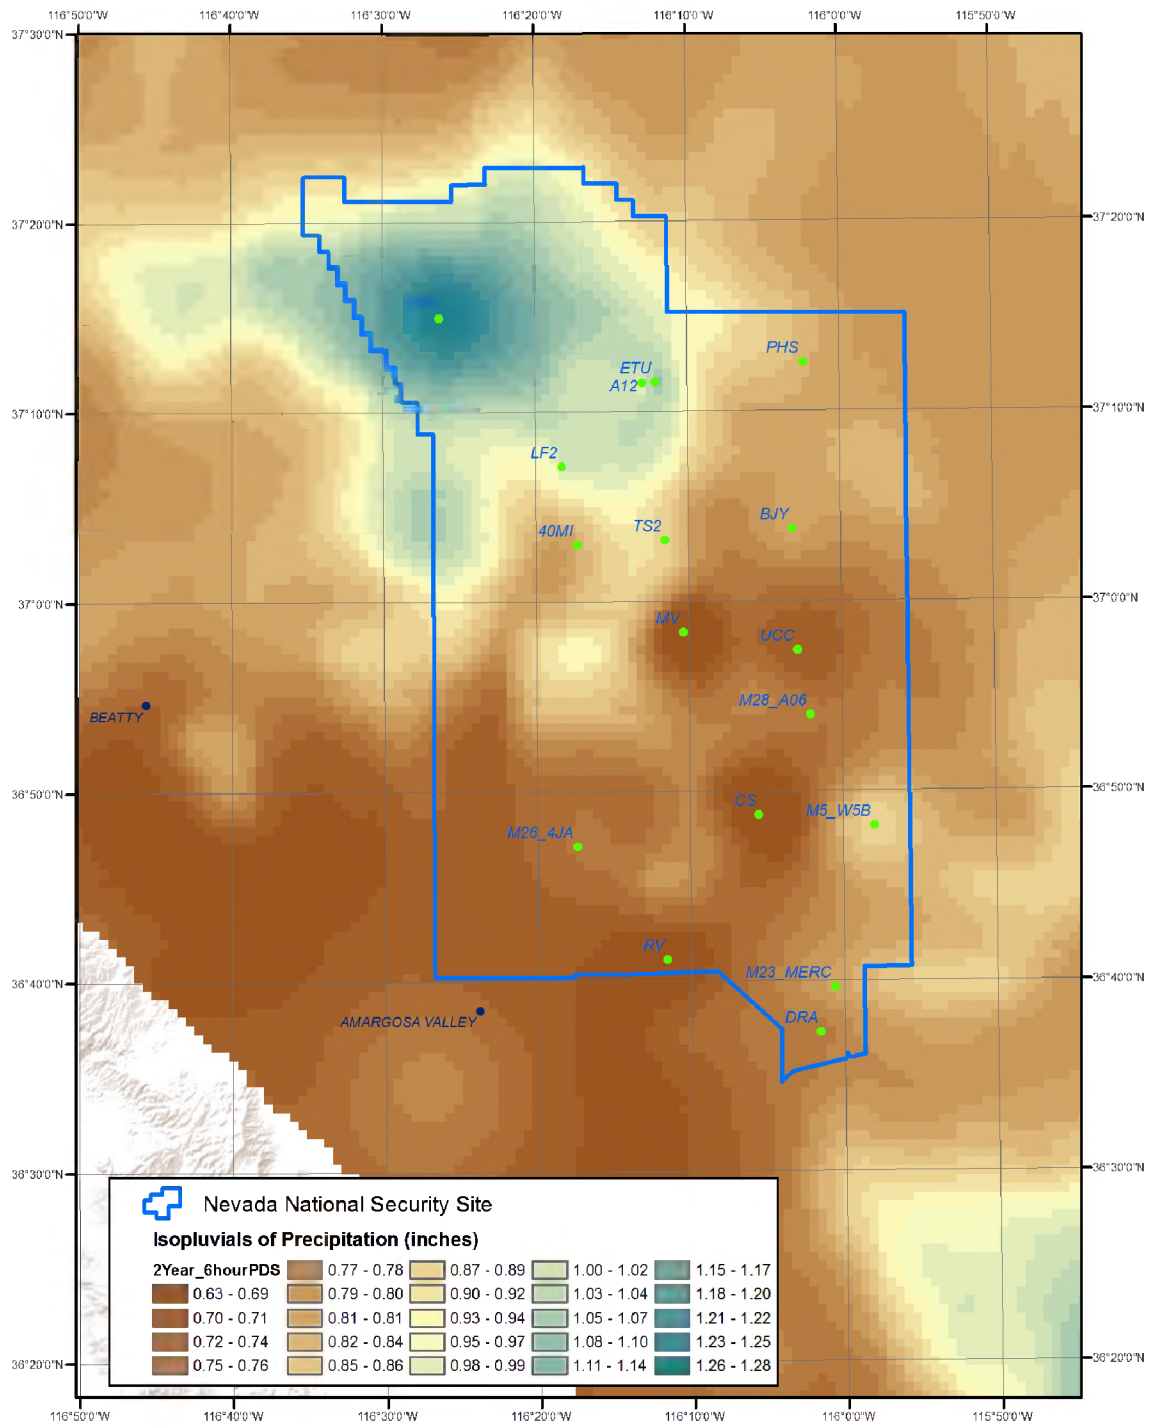 116°50'0"W 116°40'0"W 116°30'0"W 116°20'0"W 116°10'0"W 116°0'0"W 115°50'0"W
37°30'0"N
37°20'0"N 37°20'0"N
PHS
ETU
A12
37°10'0"N 37°10'0"N
LF2
BJY
TS2
40MI
37°0'0"N 37°0'0"N
MV
UCC
M28_A06
BEATTY
36°50'0"N 36°50'0"N
CS
M5_W5B
M26_4JA
RV
M23_MERC
36°40'0"N 36°40'0"N
DRA
AMARGOSA VALLEY
36°30'0"N 36°30'0"N
Nevada National Security Site
Isopluvials of Precipitation (inches)
2Year_6hourPDS 0.77 - 0.78 0.87 - 0.89 1.00 - 1.02 1.15 - 1.17
0.63 - 0.69 0.79 - 0.80 0.90 - 0.92 1.03 - 1.04 1.18 - 1.20
0.70 - 0.71 0.81 - 0.81 0.93 - 0.94 1.05 - 1.07 1.21 - 1.22
0.72 - 0.74 0.82 - 0.84 0.95 - 0.97 1.08 - 1.10 1.23 - 1.25
0.75 - 0.76 0.85 - 0.86 0.98 - 0.99 1.11 - 1.14 1.26 - 1.28
36°20'0"N 36°20'0"N
116°50'0"W 116°40'0"W 116°30'0"W 116°20'0"W 116°10'0"W 116°0'0"W 115°50'0"W